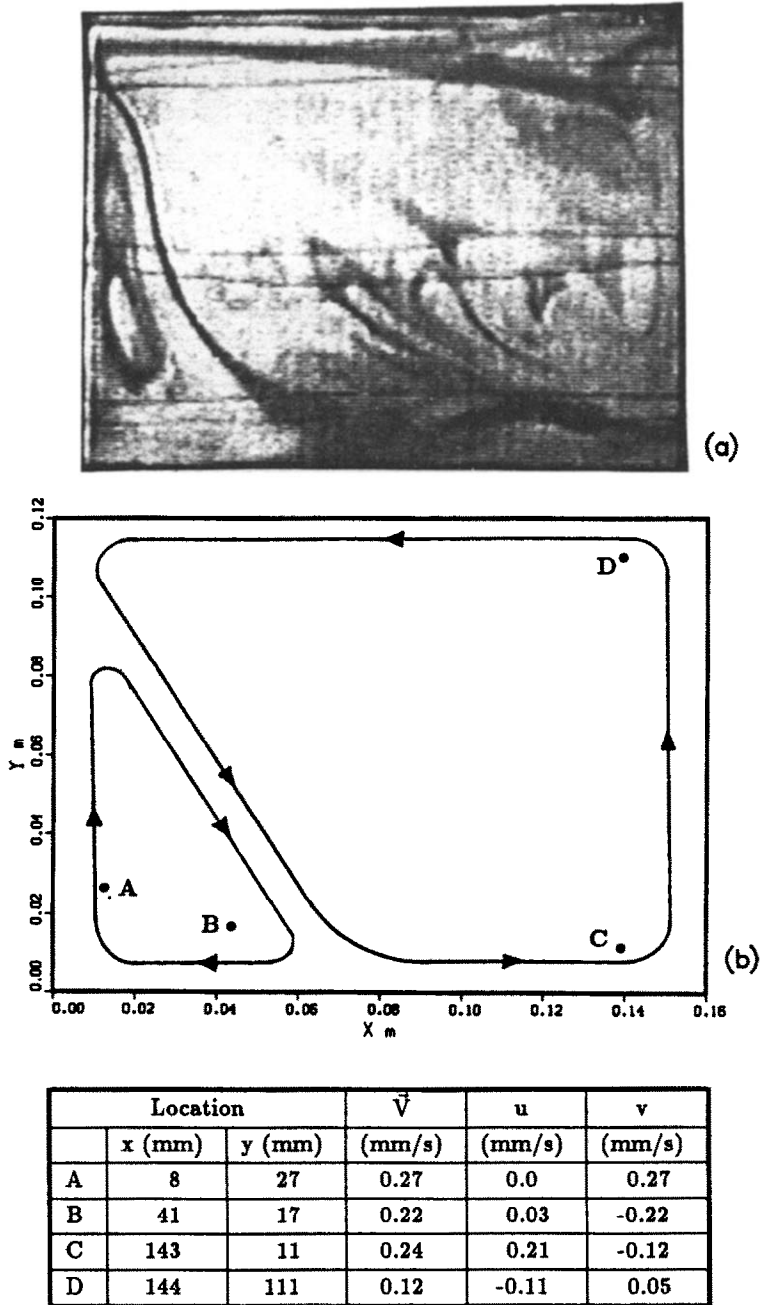 (a)
0.12
0.10
0.08
0.06
0.04
0.02
0.00
Y m
D
A
B
C
(b)
0.00 0.02 0.04 0.06 0.08 0.10 0.12 0.14 0.16
X m
Location V⃗ u v
x (mm) y (mm) (mm/s) (mm/s) (mm/s)
A 8 27 0.27 0.0 0.27
B 41 17 0.22 0.03 -0.22
C 143 11 0.24 0.21 -0.12
D 144 111 0.12 -0.11 0.05